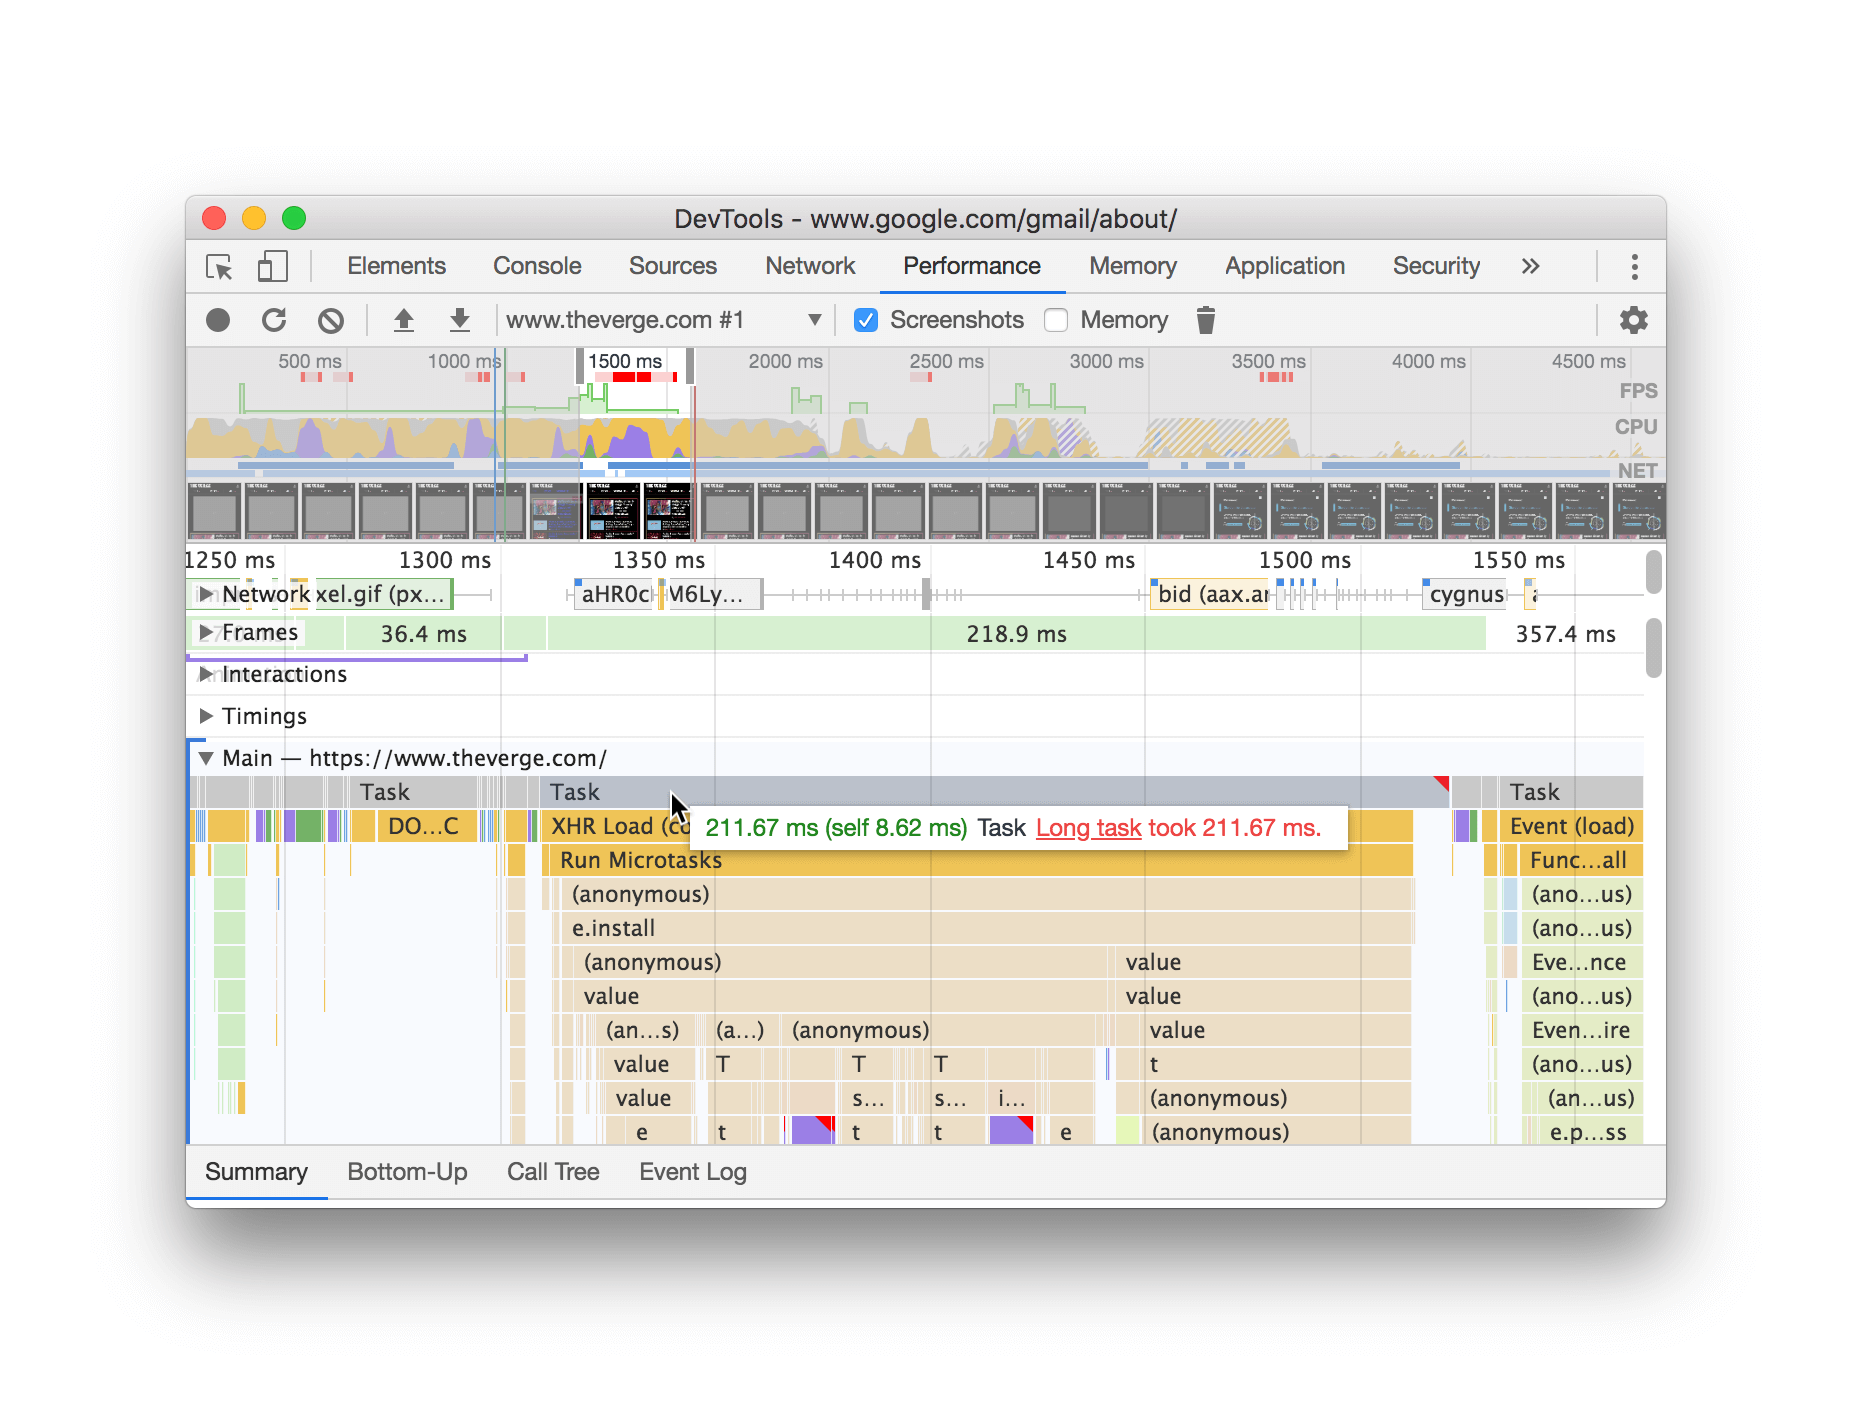 DevTools - www.google.com/gmail/about/
Elements Console Sources Network Performance Memory Application Security »
www.theverge.com #1 Screenshots Memory
500 ms 1000 ms 1500 ms 2000 ms 2500 ms 3000 ms 3500 ms 4000 ms 4500 ms
FPS
CPU
NET
1250 ms 1300 ms 1350 ms 1400 ms 1450 ms 1500 ms 1550 ms
Network xel.gif (px... aHR0c M6Ly... bid (aax.a cygnus
Frames 36.4 ms 218.9 ms 357.4 ms
Interactions
Timings
Main — https://www.theverge.com/
Task Task Task
DO...C XHR Load (co Event (load)
211.67 ms (self 8.62 ms) Task Long task took 211.67 ms.
Run Microtasks Func...all
(anonymous) (ano...us)
e.install (ano...us)
(anonymous) value Eve...nce
value value (ano...us)
(an...s) (a...) (anonymous) value Even...ire
value T T T t (ano...us)
value s... s... i... (anonymous) (an...us)
e t t t e (anonymous) e.p...ss
Summary Bottom-Up Call Tree Event Log